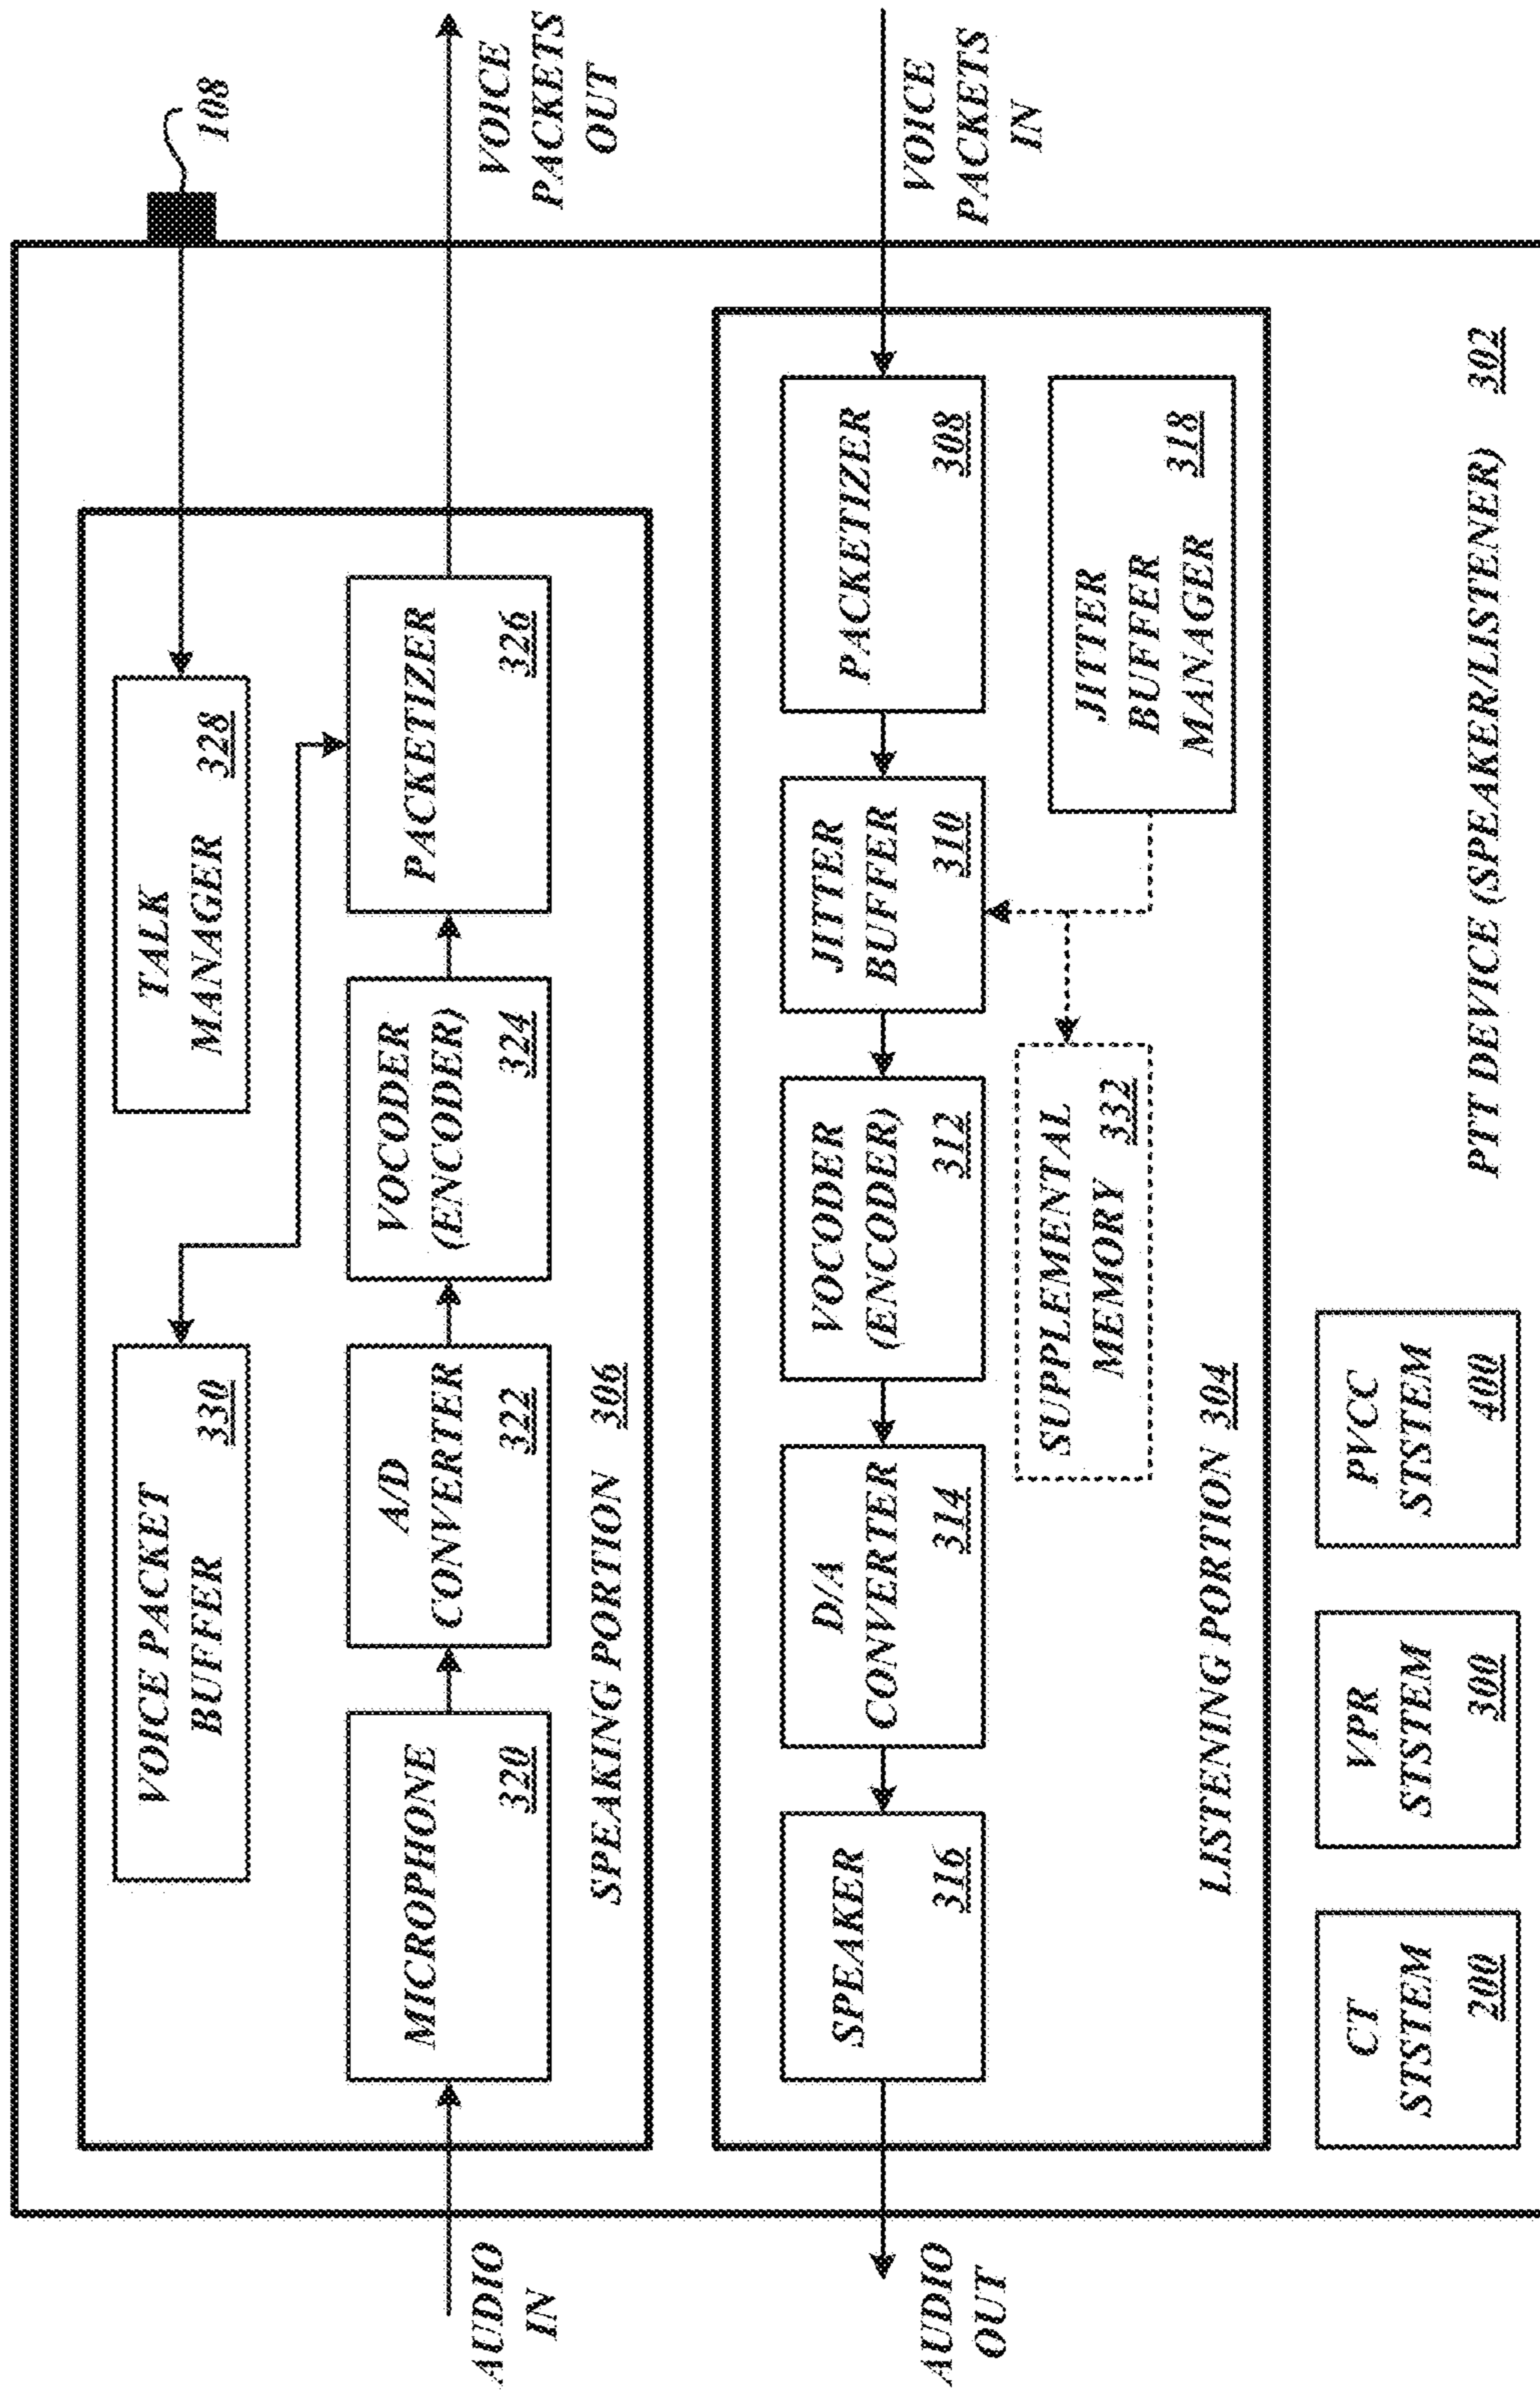 108
VOICE PACKET
BUFFER
330
TALK
MANAGER
328
AUDIO
IN
MICROPHONE
320
A/D
CONVERTER
322
VOCODER
(ENCODER)
324
PACKETIZER
326
VOICE
PACKETS
OUT
SPEAKING PORTION 306
AUDIO
OUT
SPEAKER
316
D/A
CONVERTER
314
VOCODER
(ENCODER)
312
JITTER
BUFFER
310
PACKETIZER
308
VOICE
PACKETS
IN
SUPPLEMENTAL
MEMORY 332
JITTER
BUFFER
MANAGER 318
LISTENING PORTION 304
CT
STSTEM
200
VPR
STSTEM
300
PVCC
STSTEM
400
PTT DEVICE (SPEAKER/LISTENER) 302